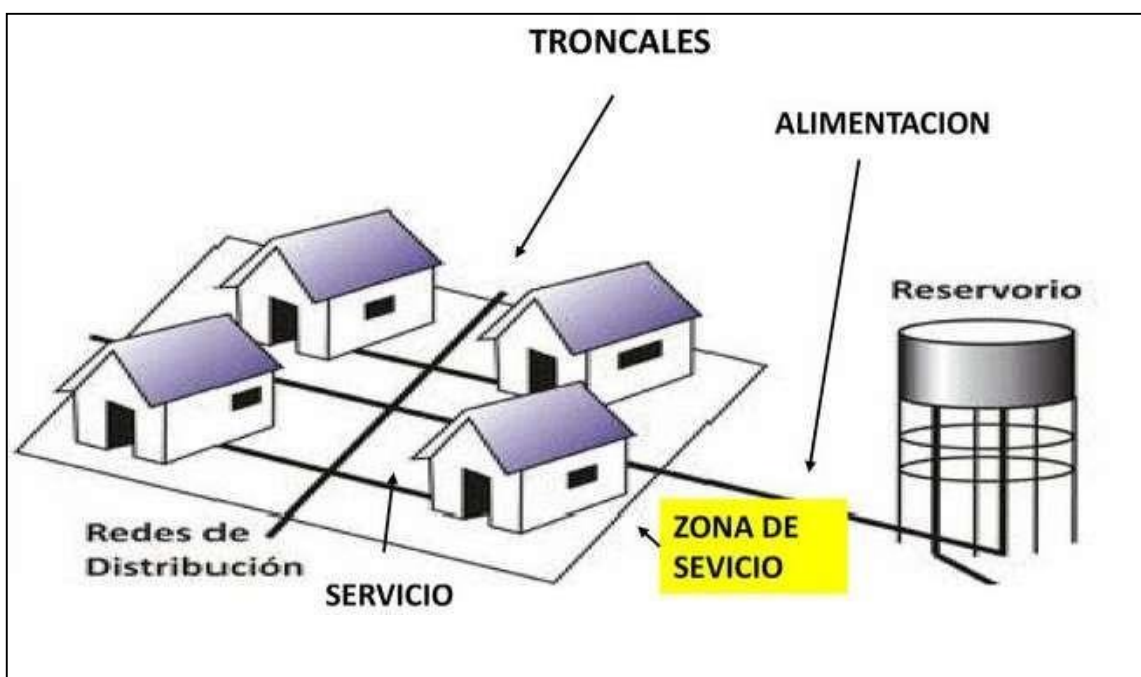 TRONCALES
ALIMENTACION
Reservorio
Redes de
Distribución
SERVICIO
ZONA DE
SEVICIO